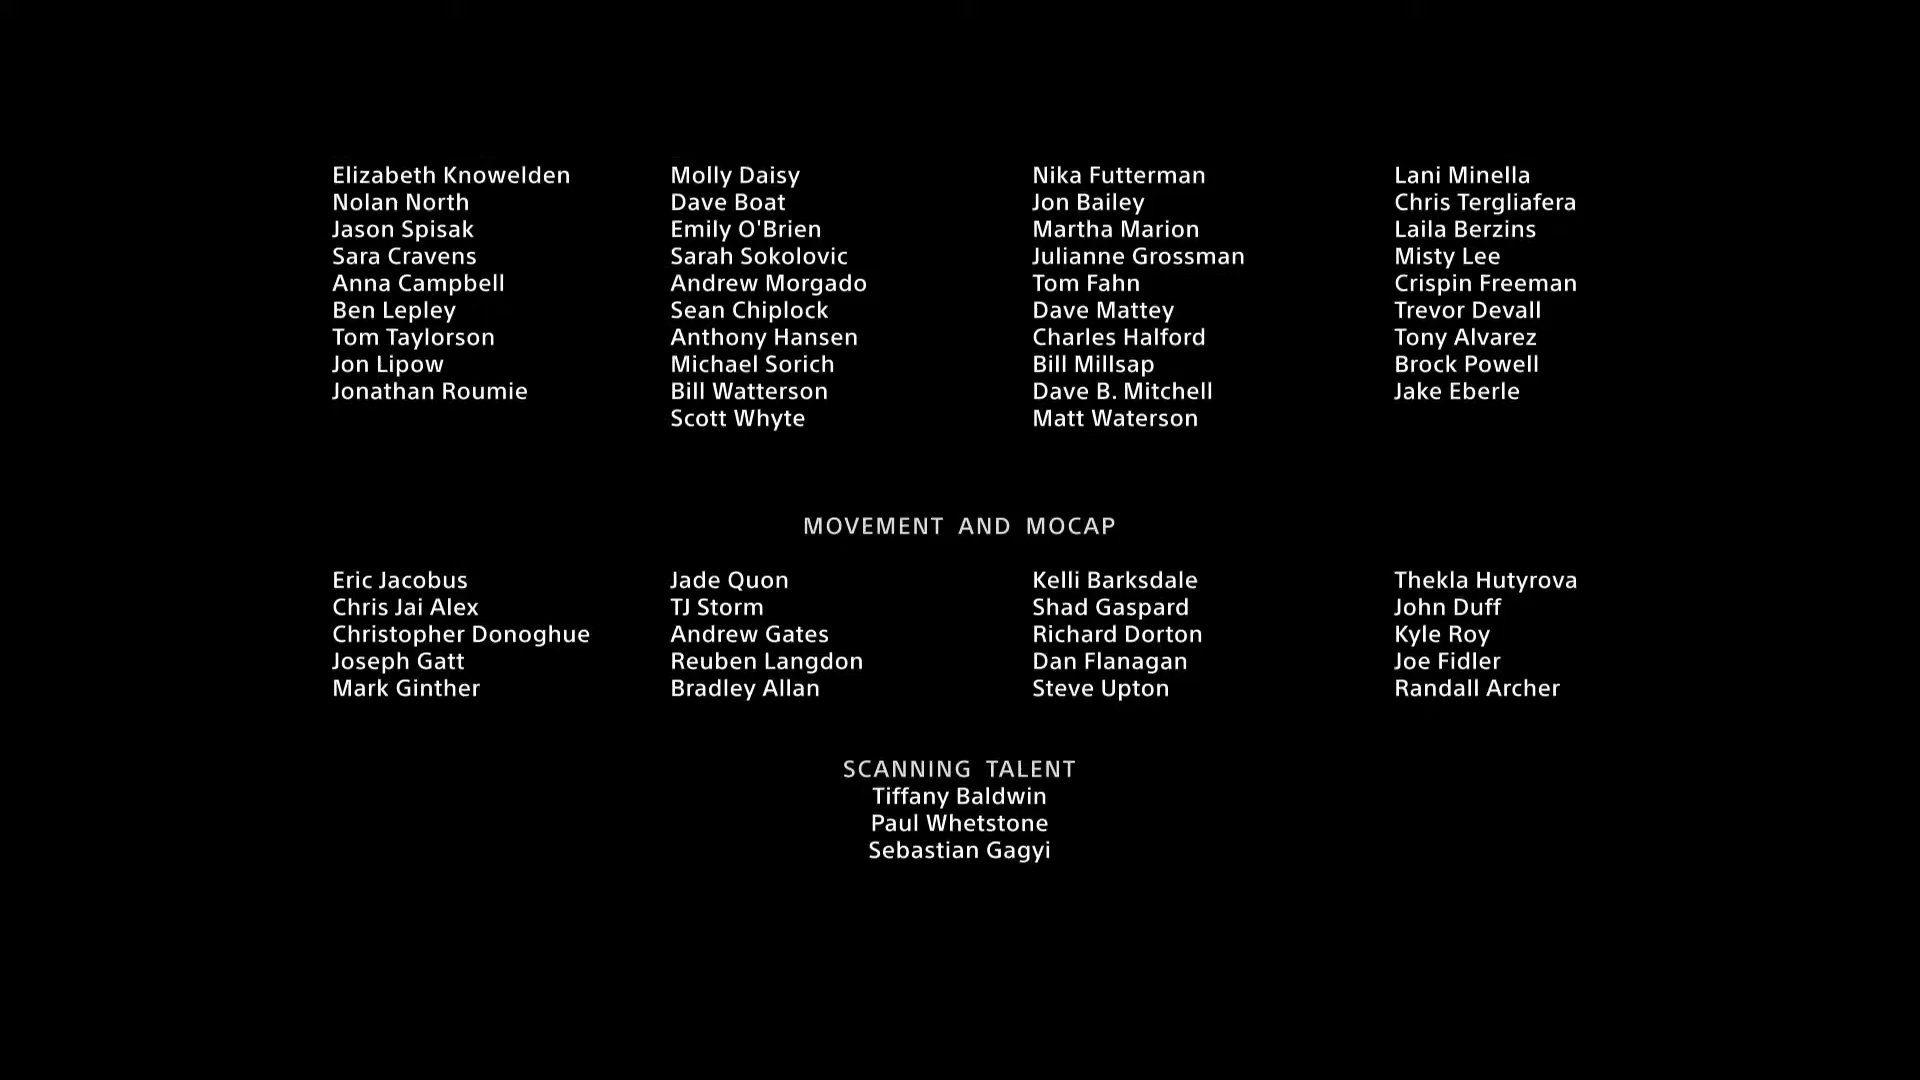 Elizabeth Knowelden
Nolan North
Jason Spisak
Sara Cravens
Anna Campbell
Ben Lepley
Tom Taylorson
Jon Lipow
Jonathan Roumie
Molly Daisy
Dave Boat
Emily O'Brien
Sarah Sokolovic
Andrew Morgado
Sean Chiplock
Anthony Hansen
Michael Sorich
Bill Watterson
Scott Whyte
Nika Futterman
Jon Bailey
Martha Marion
Julianne Grossman
Tom Fahn
Dave Mattey
Charles Halford
Bill Millsap
Dave B. Mitchell
Matt Waterson
Lani Minella
Chris Tergliafera
Laila Berzins
Misty Lee
Crispin Freeman
Trevor Devall
Tony Alvarez
Brock Powell
Jake Eberle
MOVEMENT AND MOCAP
Eric Jacobus
Chris Jai Alex
Christopher Donoghue
Joseph Gatt
Mark Ginther
Jade Quon
TJ Storm
Andrew Gates
Reuben Langdon
Bradley Allan
Kelli Barksdale
Shad Gaspard
Richard Dorton
Dan Flanagan
Steve Upton
Thekla Hutyrova
John Duff
Kyle Roy
Joe Fidler
Randall Archer
SCANNING TALENT
Tiffany Baldwin
Paul Whetstone
Sebastian Gagyi